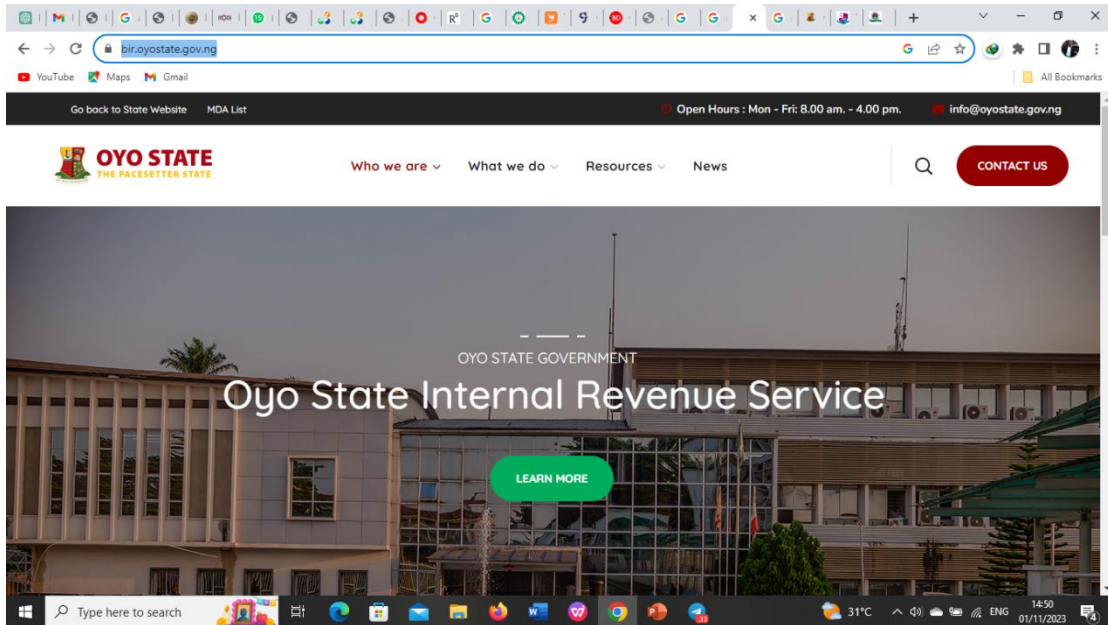 bir.oyostate.gov.ng
YouTube Maps Gmail All Bookmarks
Go back to State Website MDA List Open Hours : Mon - Fri: 8.00 am. - 4.00 pm. info@oyostate.gov.ng
OYO STATE
THE PACESETTER STATE
Who we are What we do Resources News CONTACT US
OYO STATE GOVERNMENT
Oyo State Internal Revenue Service
LEARN MORE
Type here to search 31°C ENG 14:50
01/11/2023